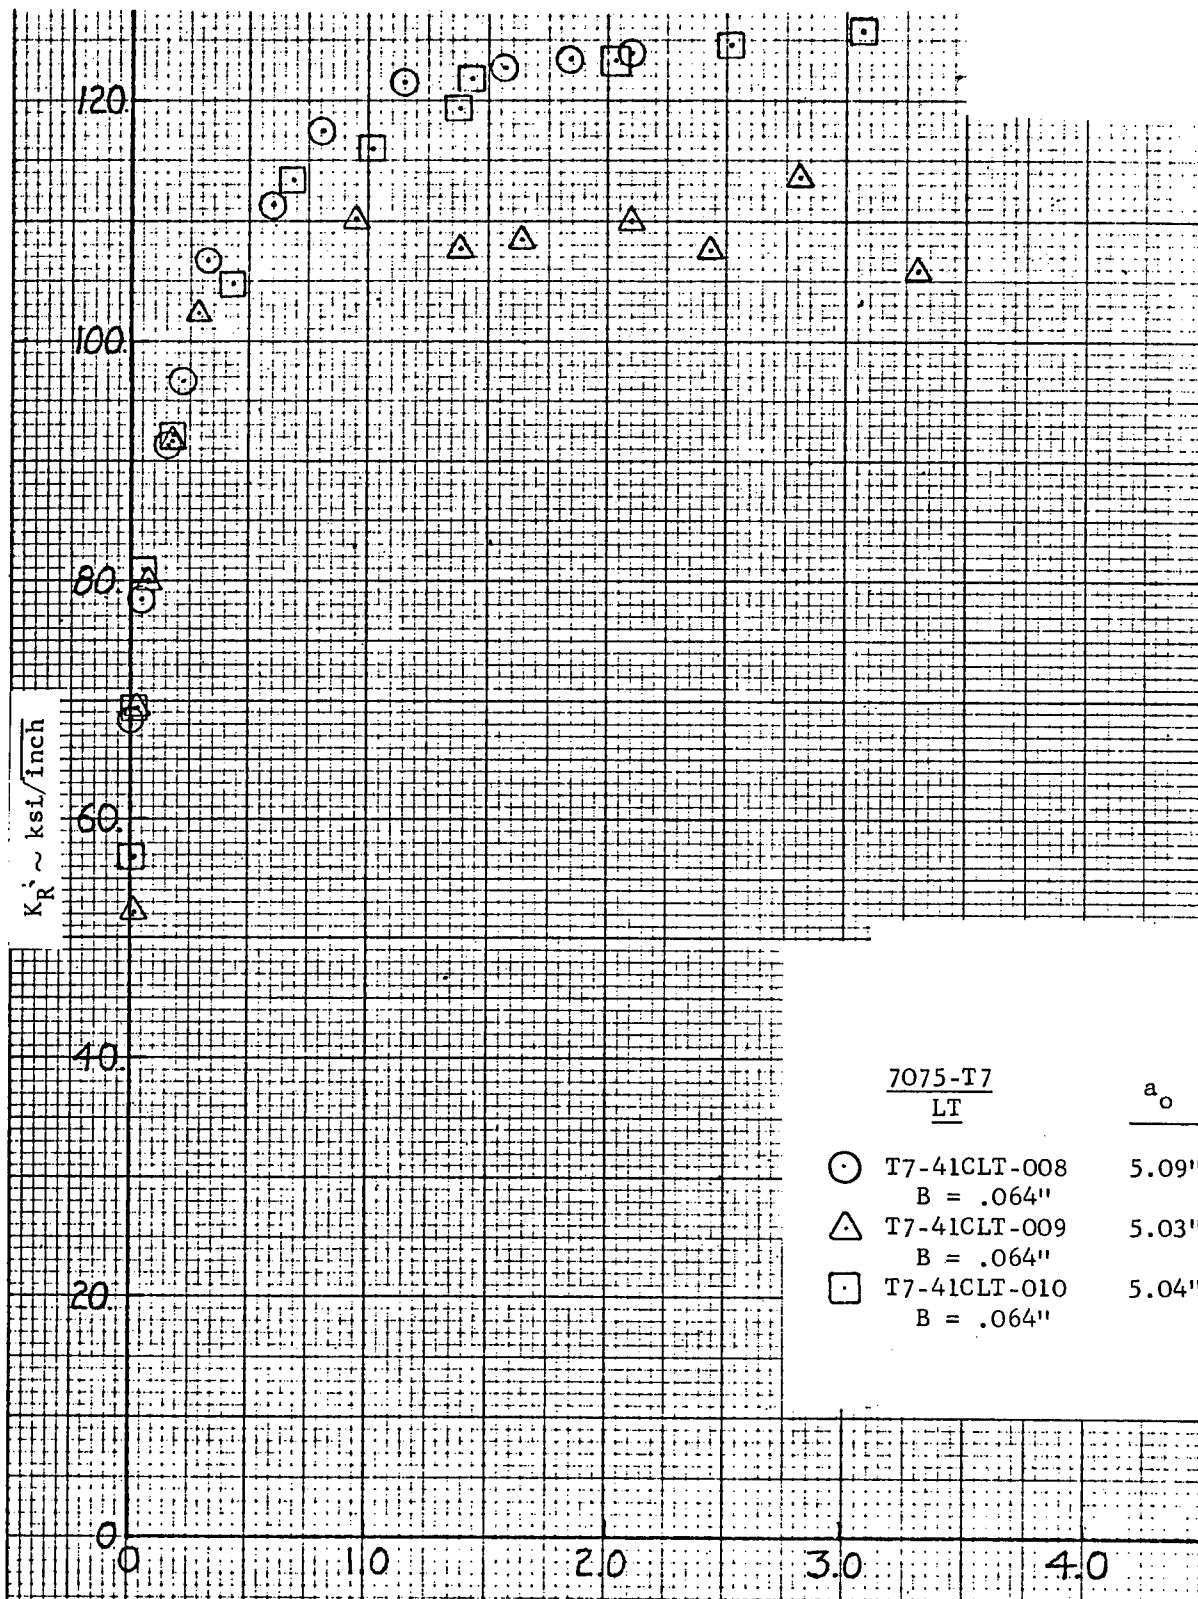 120.
100.
80.
60.
40.
20.
0.
K_R ~ ksi√inch
0 1.0 2.0 3.0 4.0
7075-T7 a_o
LT
T7-41CLT-008 5.09"
B = .064"
T7-41CLT-009 5.03"
B = .064"
T7-41CLT-010 5.04"
B = .064"